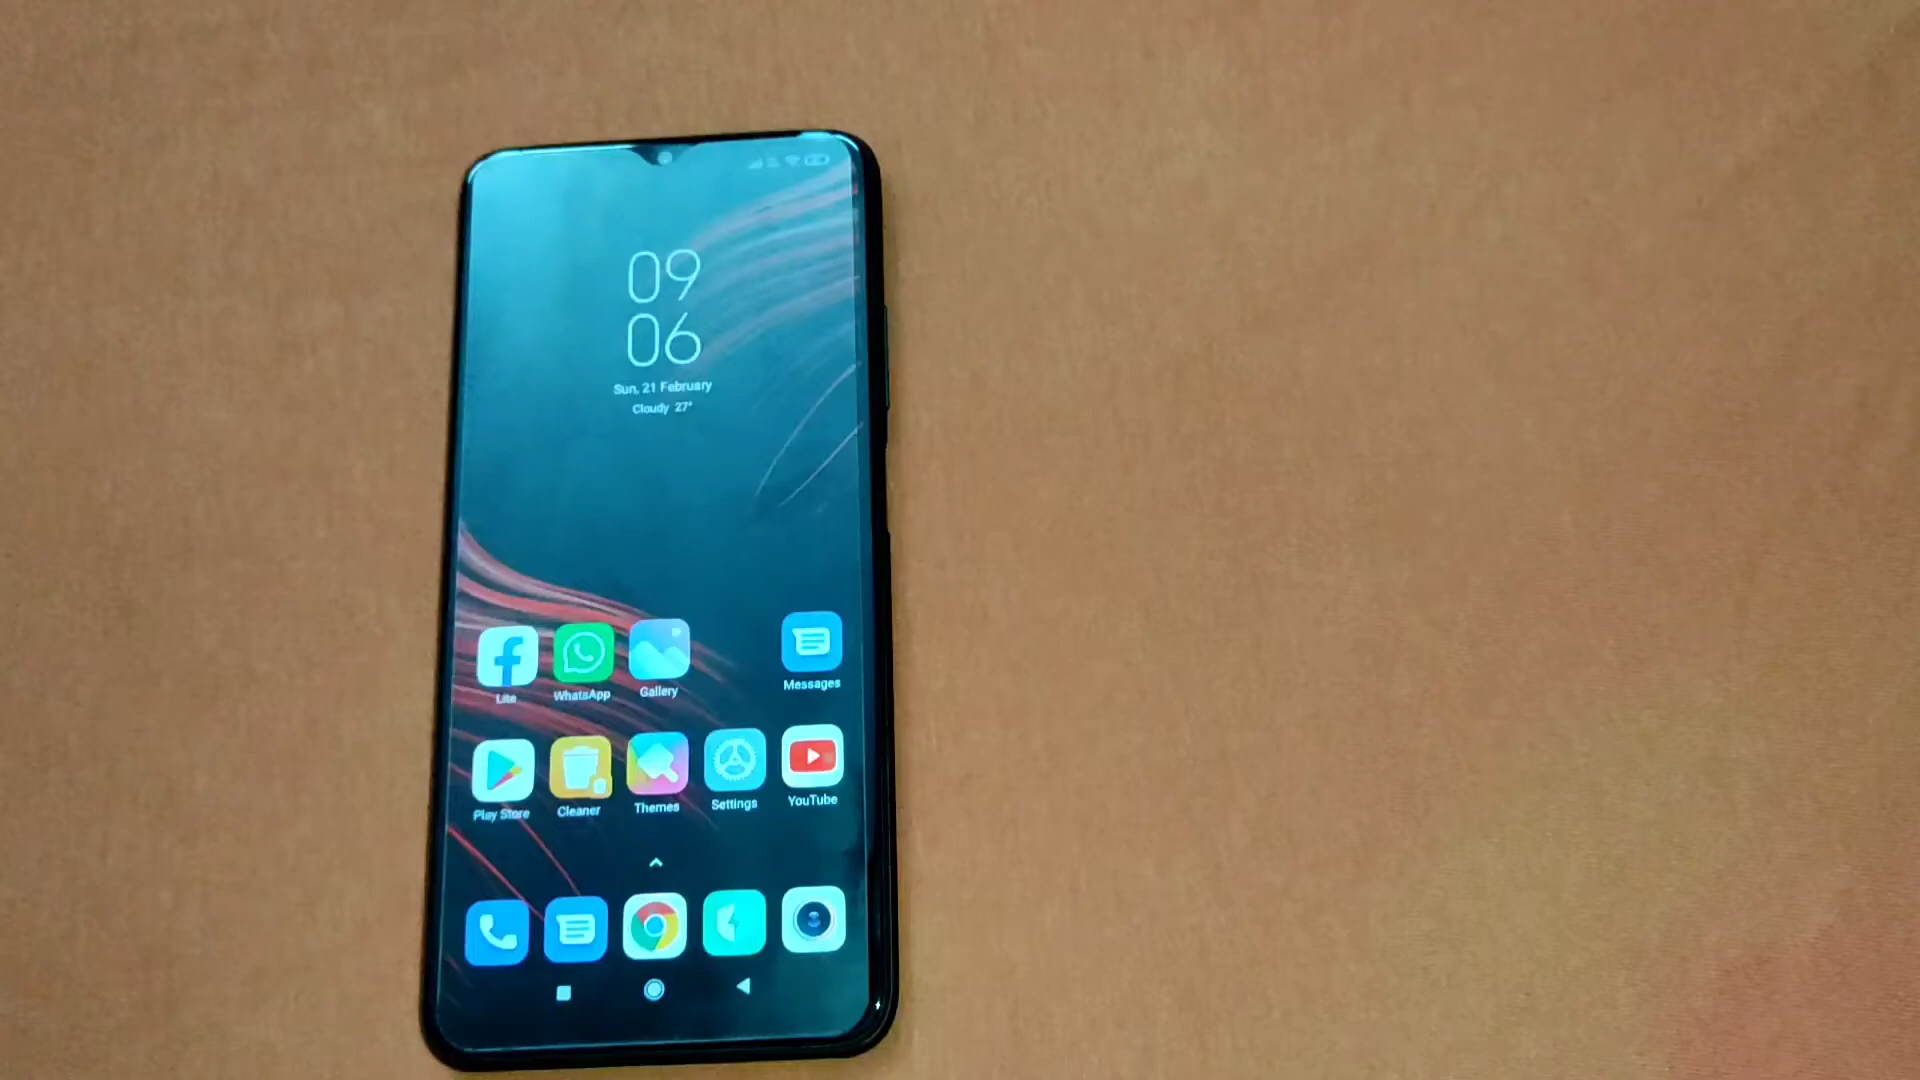 09
06
Sun, 21 February
Cloudy 27°
Lite
WhatsApp
Gallery
Messages
Play Store
Cleaner
Themes
Settings
YouTube